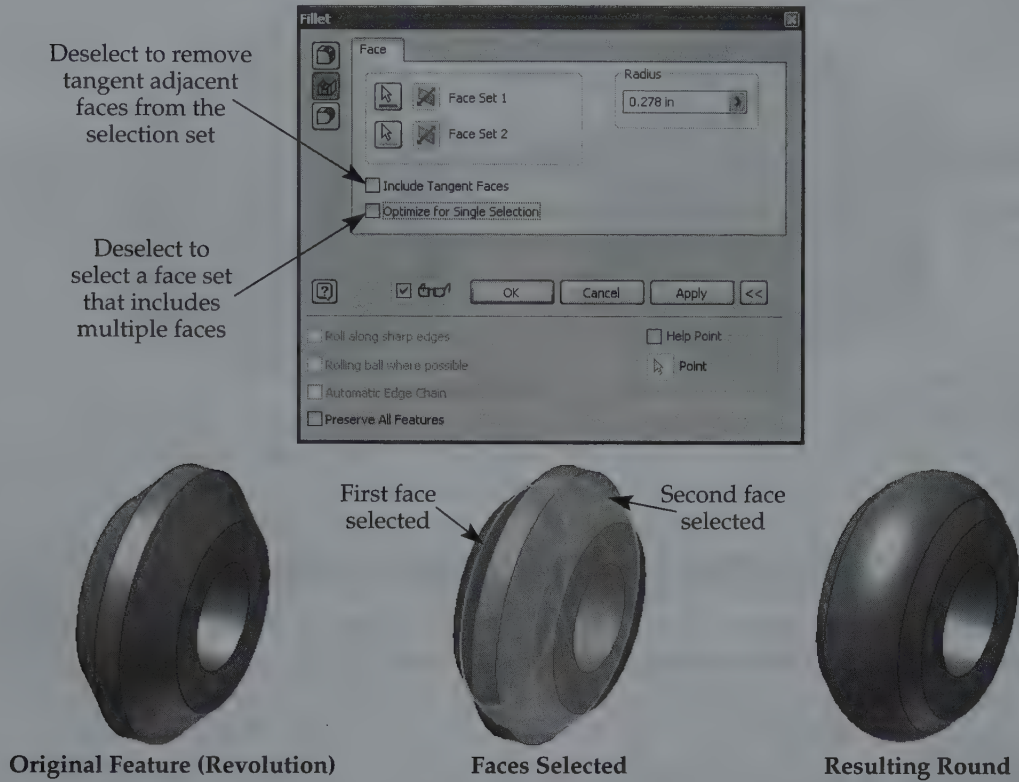 Fillet
Deselect to remove
tangent adjacent
faces from the
selection set
Face
Face Set 1
Face Set 2
Radius
0.278 in
Include Tangent Faces
Optimize for Single Selection
Deselect to
select a face set
that includes
multiple faces
OK
Cancel
Apply
<<
Roll along sharp edges
Rolling ball where possible
Automatic Edge Chain
Preserve All Features
Help Point
Point
First face
selected
Second face
selected
Original Feature (Revolution)
Faces Selected
Resulting Round